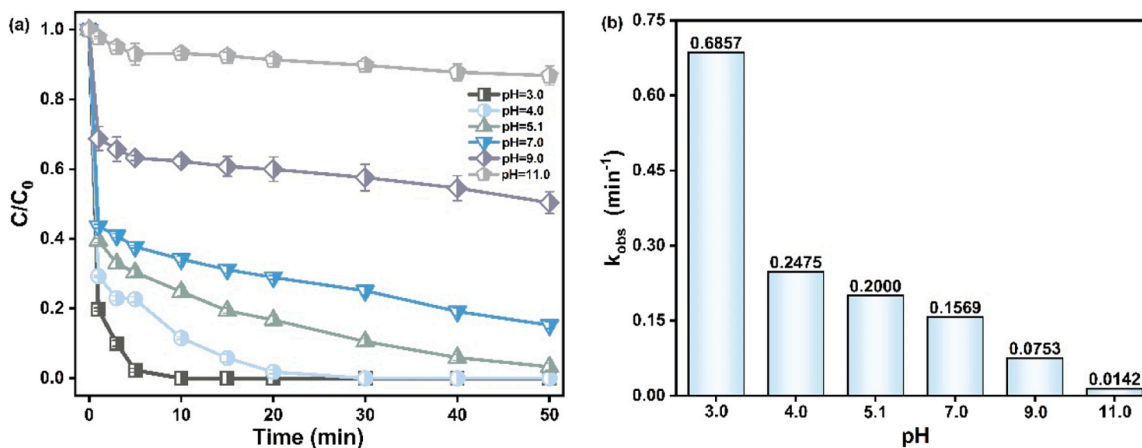 (a)
1.0
0.8
0.6
0.4
0.2
0.0
C/C₀
0 10 20 30 40 50
Time (min)
pH=3.0
pH=4.0
pH=5.1
pH=7.0
pH=9.0
pH=11.0
(b)
0.75
0.60
0.45
0.30
0.15
0.00
k_obs (min⁻¹)
0.6857
0.2475
0.2000
0.1569
0.0753
0.0142
3.0 4.0 5.1 7.0 9.0 11.0
pH